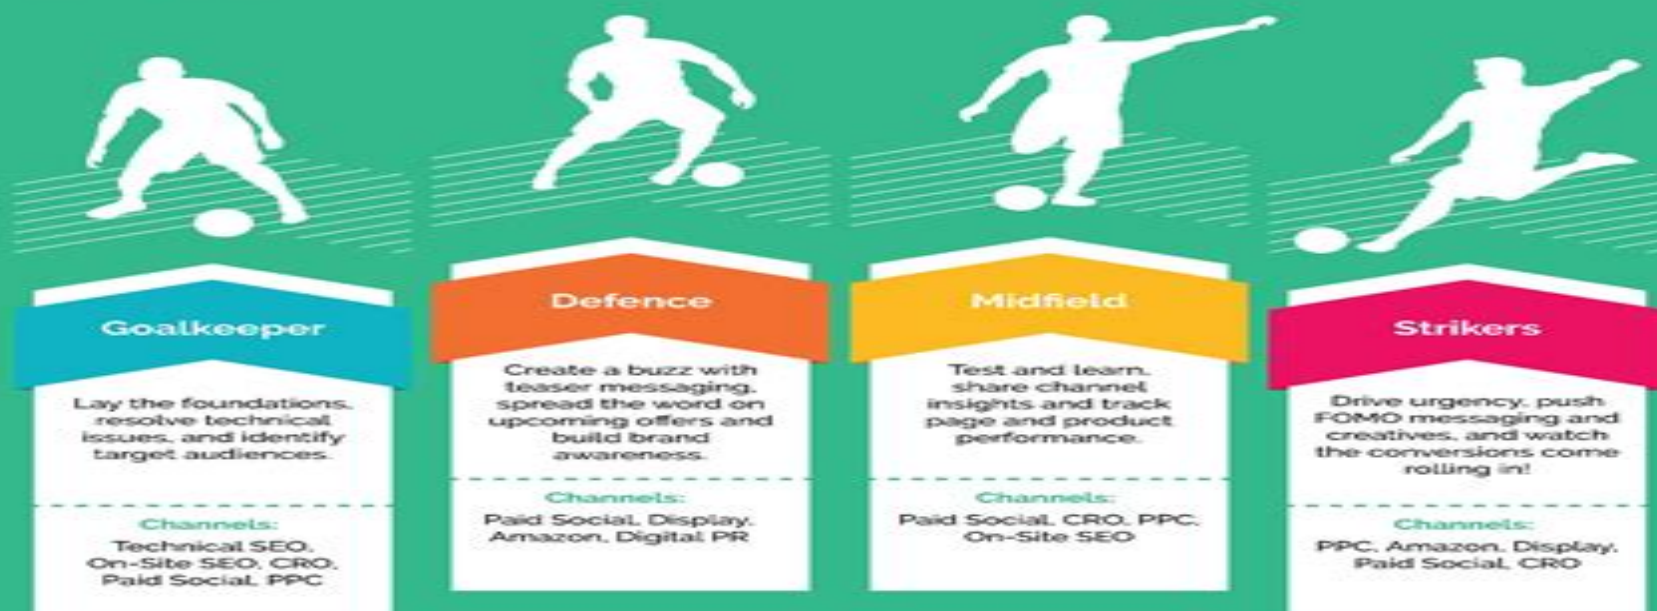 Goalkeeper
Lay the foundations,
resolve technical
issues, and identify
target audiences.
Channels:
Technical SEO,
On-Site SEO, CRO,
Paid Social, PPC
Defence
Create a buzz with
teaser messaging,
spread the word on
upcoming offers and
build brand
awareness.
Channels:
Paid Social, Display,
Amazon, Digital PR
Midfield
Test and learn,
share channel
insights and track
page and product
performance.
Channels:
Paid Social, CRO, PPC,
On-Site SEO
Strikers
Drive urgency, push
FOMO messaging and
creatives, and watch
the conversions come
rolling in!
Channels:
PPC, Amazon, Display,
Paid Social, CRO